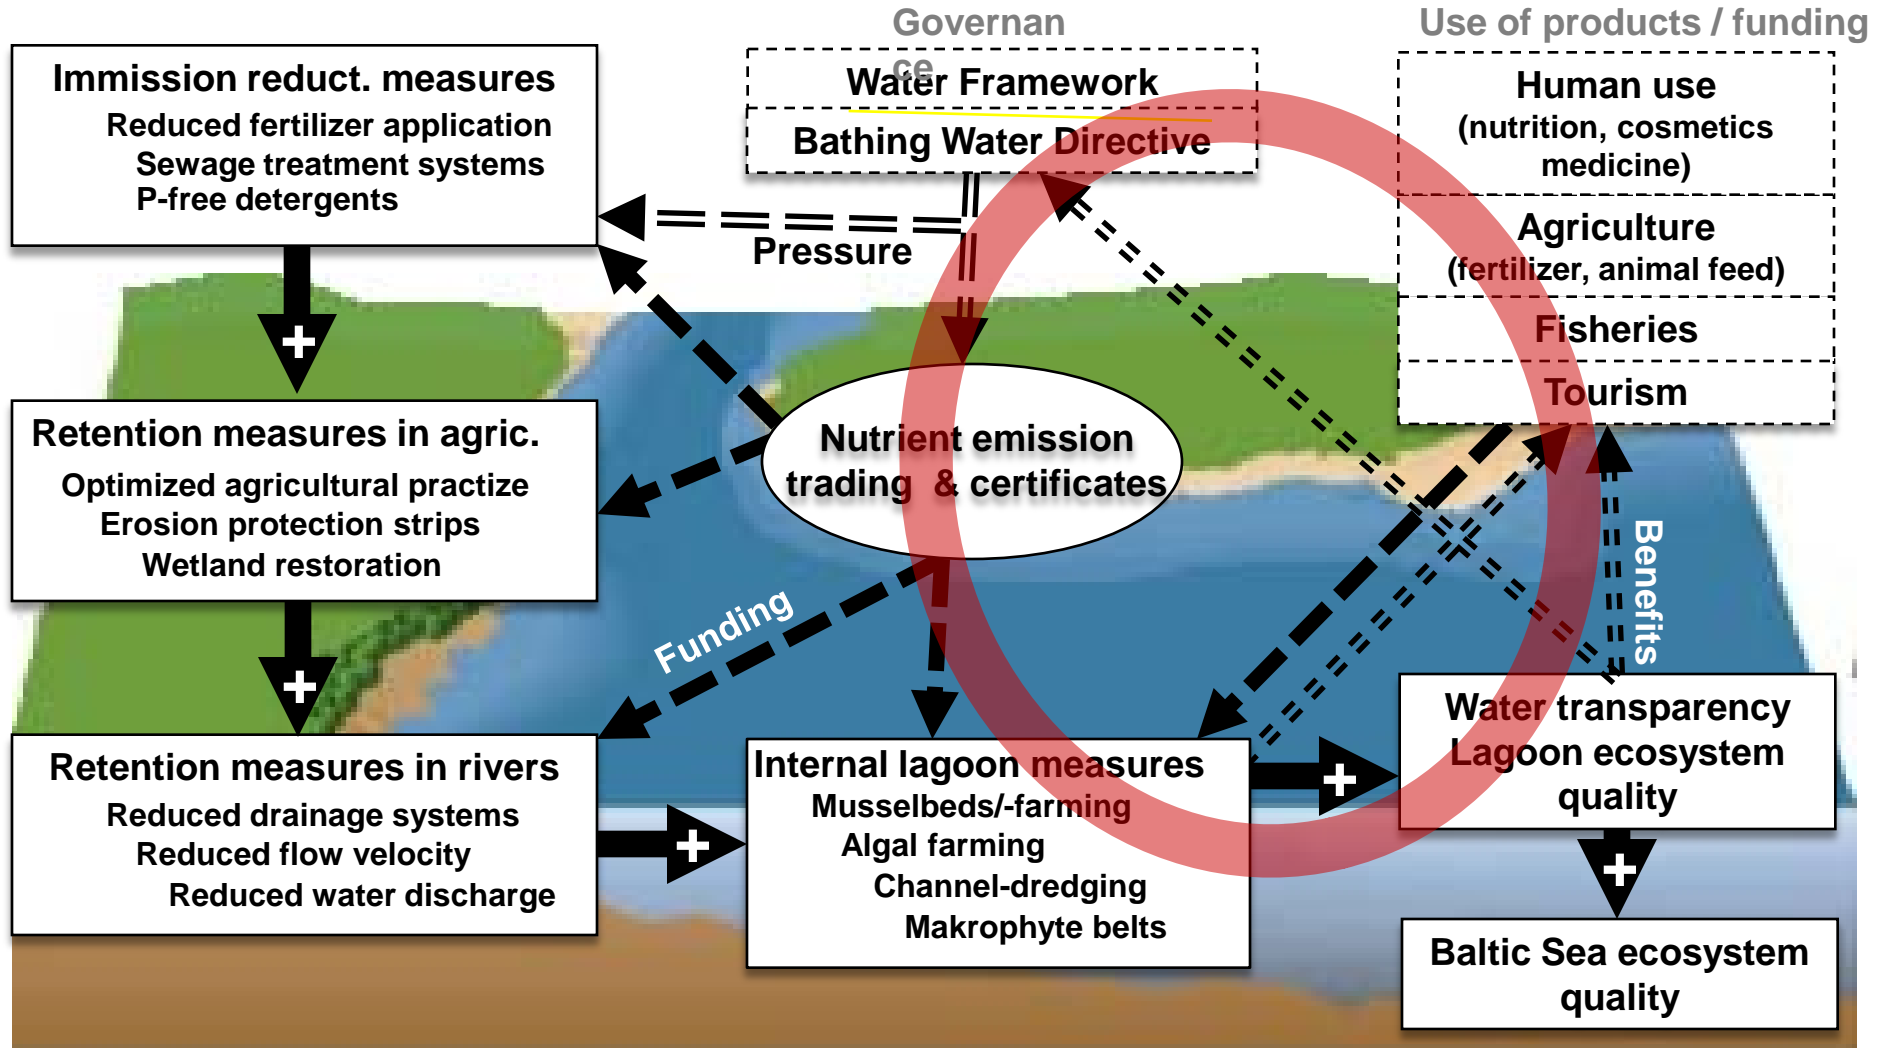 Governan
ce
Use of products / funding
Immission reduct. measures
Reduced fertilizer application
Sewage treatment systems
P-free detergents
Water Framework
Bathing Water Directive
Human use
(nutrition, cosmetics
medicine)
Agriculture
(fertilizer, animal feed)
Fisheries
Tourism
Pressure
+
Retention measures in agric.
Optimized agricultural practize
Erosion protection strips
Wetland restoration
Nutrient emission
trading & certificates
Benefits
Funding
+
Retention measures in rivers
Reduced drainage systems
Reduced flow velocity
Reduced water discharge
+
Internal lagoon measures
Musselbeds/-farming
Algal farming
Channel-dredging
Makrophyte belts
+
Water transparency
Lagoon ecosystem
quality
+
Baltic Sea ecosystem
quality